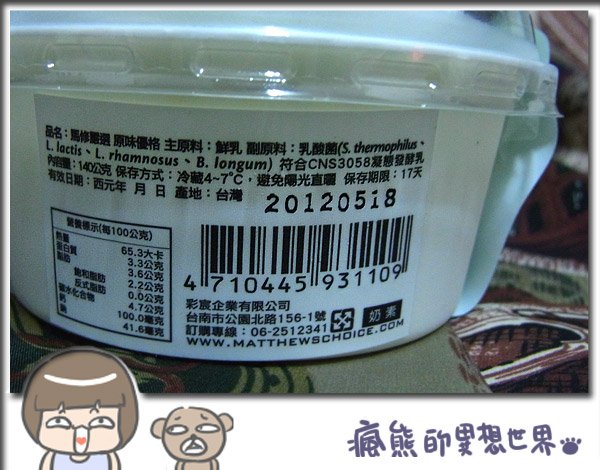 品名：馬修嚴選 原味優格 主原料：鮮乳 副原料：乳酸菌(S. thermophilus、
L. lactis、L. rhamnosus、B. longum) 符合CNS3058凝態發酵乳
內容量：140公克 保存方式：冷藏4~7℃，避免陽光直曬 保存期限：17天
有效日期：西元年 月 日 產地：台灣
20120518
營養標示(每100公克)
熱量 65.3大卡
蛋白質 3.3公克
脂肪 3.6公克
飽和脂肪 2.2公克
反式脂肪 0.0公克
碳水化合物 4.7公克
鈣 100.0毫克
鈉 41.6毫克
4 710445 931109
彩宸企業有限公司
台南市公園北路156-1號
訂購專線：06-2512341
奶素
WWW.MATTHEWSCHOICE.COM
瘋熊的異想世界